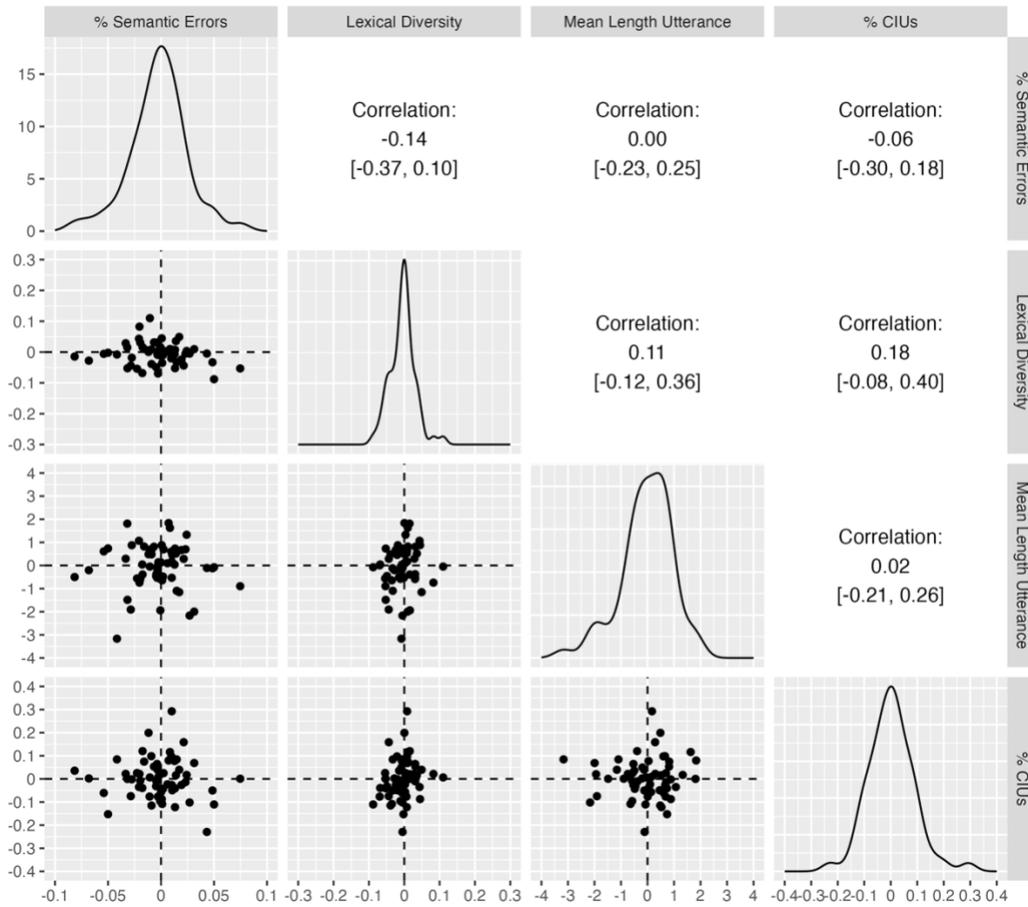 % Semantic Errors
Lexical Diversity
Mean Length Utterance
% CIUs
15
10
5
0
Correlation:
-0.14
[-0.37, 0.10]
Correlation:
0.00
[-0.23, 0.25]
Correlation:
-0.06
[-0.30, 0.18]
% Semantic Errors
0.3
0.2
0.1
0
-0.1
-0.2
-0.3
Correlation:
0.11
[-0.12, 0.36]
Correlation:
0.18
[-0.08, 0.40]
Lexical Diversity
4
3
2
1
0
-1
-2
-3
-4
Correlation:
0.02
[-0.21, 0.26]
Mean Length Utterance
0.4
0.3
0.2
0.1
0
-0.1
-0.2
-0.3
-0.4
% CIUs
-0.1 -0.05 0 0.05 0.1
-0.3 -0.2 -0.1 0 0.1 0.2 0.3
-4 -3 -2 -1 0 1 2 3 4
-0.4 -0.3 -0.2 -0.1 0 0.1 0.2 0.3 0.4